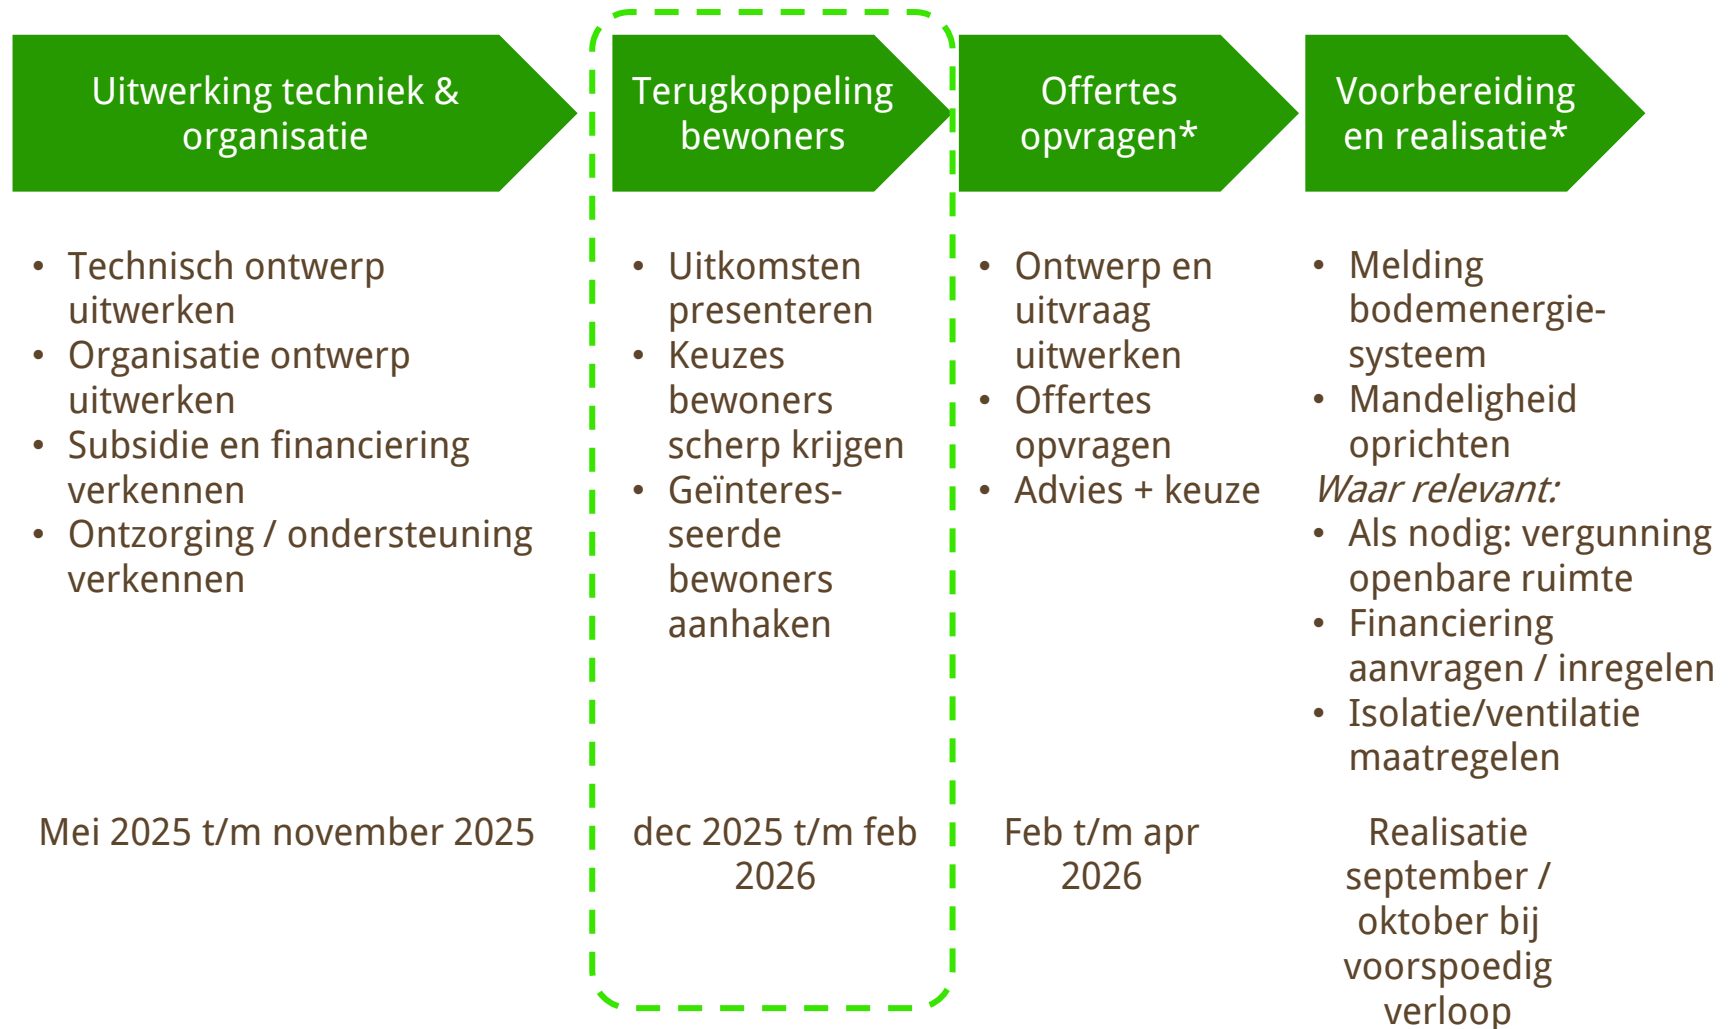 Uitwerking techniek &
organisatie
• Technisch ontwerp
uitwerken
• Organisatie ontwerp
uitwerken
• Subsidie en financiering
verkennen
• Ontzorging / ondersteuning
verkennen
Mei 2025 t/m november 2025
Terugkoppeling
bewoners
• Uitkomsten
presenteren
• Keuzes
bewoners
scherp krijgen
• Geïnteres-
seerde
bewoners
aanhaken
dec 2025 t/m feb
2026
Offertes
opvragen*
• Ontwerp en
uitvraag
uitwerken
• Offertes
opvragen
• Advies + keuze
Feb t/m apr
2026
Voorbereiding
en realisatie*
• Melding
bodemenergie-
systeem
• Mandeligheid
oprichten
Waar relevant:
• Als nodig: vergunning
openbare ruimte
• Financiering
aanvragen / inregelen
• Isolatie/ventilatie
maatregelen
Realisatie
september /
oktober bij
voorspoedig
verloop